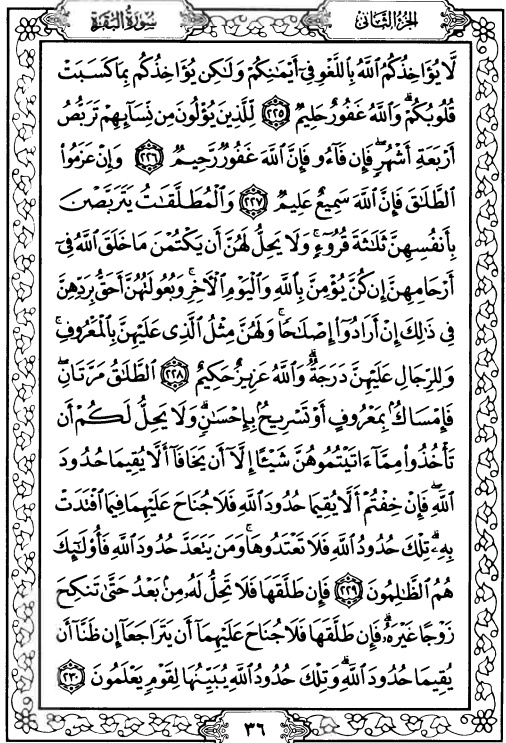 الجزء الثاني
سورة البقرة
لَّا يُؤَاخِذُكُمُ ٱللَّهُ بِٱللَّغْوِ فِىٓ أَيْمَـٰنِكُمْ وَلَـٰكِن يُؤَاخِذُكُم بِمَا كَسَبَتْ
قُلُوبُكُمْ ۗ وَٱللَّهُ غَفُورٌ حَلِيمٌ ٢٢٥ لِّلَّذِينَ يُؤْلُونَ مِن نِّسَآئِهِمْ تَرَبُّصُ
أَرْبَعَةِ أَشْهُرٍ ۖ فَإِن فَآءُو فَإِنَّ ٱللَّهَ غَفُورٌ رَّحِيمٌ ٢٢٦ وَإِنْ عَزَمُوا۟
ٱلطَّلَـٰقَ فَإِنَّ ٱللَّهَ سَمِيعٌ عَلِيمٌ ٢٢٧ وَٱلْمُطَلَّقَـٰتُ يَتَرَبَّصْنَ
بِأَنفُسِهِنَّ ثَلَـٰثَةَ قُرُوٓءٍ ۚ وَلَا يَحِلُّ لَهُنَّ أَن يَكْتُمْنَ مَا خَلَقَ ٱللَّهُ فِىٓ
أَرْحَامِهِنَّ إِن كُنَّ يُؤْمِنَّ بِٱللَّهِ وَٱلْيَوْمِ ٱلْـَٔاخِرِ ۚ وَبُعُولَتُهُنَّ أَحَقُّ بِرَدِّهِنَّ
فِى ذَٰلِكَ إِنْ أَرَادُوٓا۟ إِصْلَـٰحًا ۚ وَلَهُنَّ مِثْلُ ٱلَّذِى عَلَيْهِنَّ بِٱلْمَعْرُوفِ ۚ
وَلِلرِّجَالِ عَلَيْهِنَّ دَرَجَةٌ ۗ وَٱللَّهُ عَزِيزٌ حَكِيمٌ ٢٢٨ ٱلطَّلَـٰقُ مَرَّتَانِ ۖ
فَإِمْسَاكٌۢ بِمَعْرُوفٍ أَوْ تَسْرِيحٌۢ بِإِحْسَـٰنٍ ۗ وَلَا يَحِلُّ لَكُمْ أَن
تَأْخُذُوا۟ مِمَّآ ءَاتَيْتُمُوهُنَّ شَيْـًٔا إِلَّآ أَن يَخَافَآ أَلَّا يُقِيمَا حُدُودَ
ٱللَّهِ ۖ فَإِنْ خِفْتُمْ أَلَّا يُقِيمَا حُدُودَ ٱللَّهِ فَلَا جُنَاحَ عَلَيْهِمَا فِيمَا ٱفْتَدَتْ
بِهِۦ ۗ تِلْكَ حُدُودُ ٱللَّهِ فَلَا تَعْتَدُوهَا ۚ وَمَن يَتَعَدَّ حُدُودَ ٱللَّهِ فَأُو۟لَـٰٓئِكَ
هُمُ ٱلظَّـٰلِمُونَ ٢٢٩ فَإِن طَلَّقَهَا فَلَا تَحِلُّ لَهُۥ مِنۢ بَعْدُ حَتَّىٰ تَنكِحَ
زَوْجًا غَيْرَهُۥ ۗ فَإِن طَلَّقَهَا فَلَا جُنَاحَ عَلَيْهِمَآ أَن يَتَرَاجَعَآ إِن ظَنَّآ أَن
يُقِيمَا حُدُودَ ٱللَّهِ ۗ وَتِلْكَ حُدُودُ ٱللَّهِ يُبَيِّنُهَا لِقَوْمٍ يَعْلَمُونَ ٢٣٠
٣٦